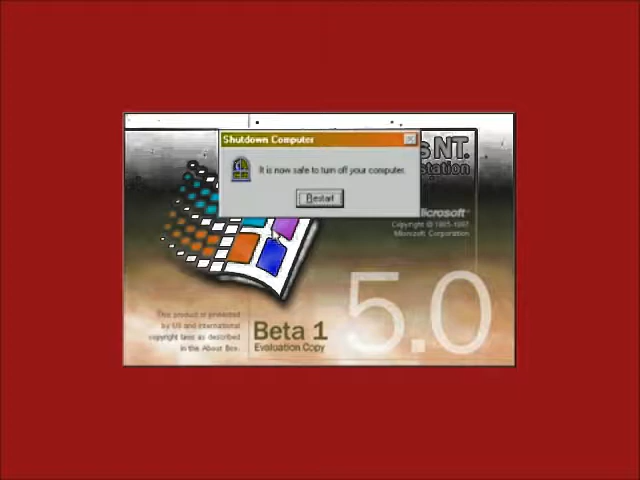 Shutdown Computer
It is now safe to turn off your computer.
Restart
s NT.
station
Microsoft
Copyright © 1985-1997
Microsoft Corporation
5.0
This product is protected
by US and international
copyright laws as described
in the About Box.
Beta 1
Evaluation Copy